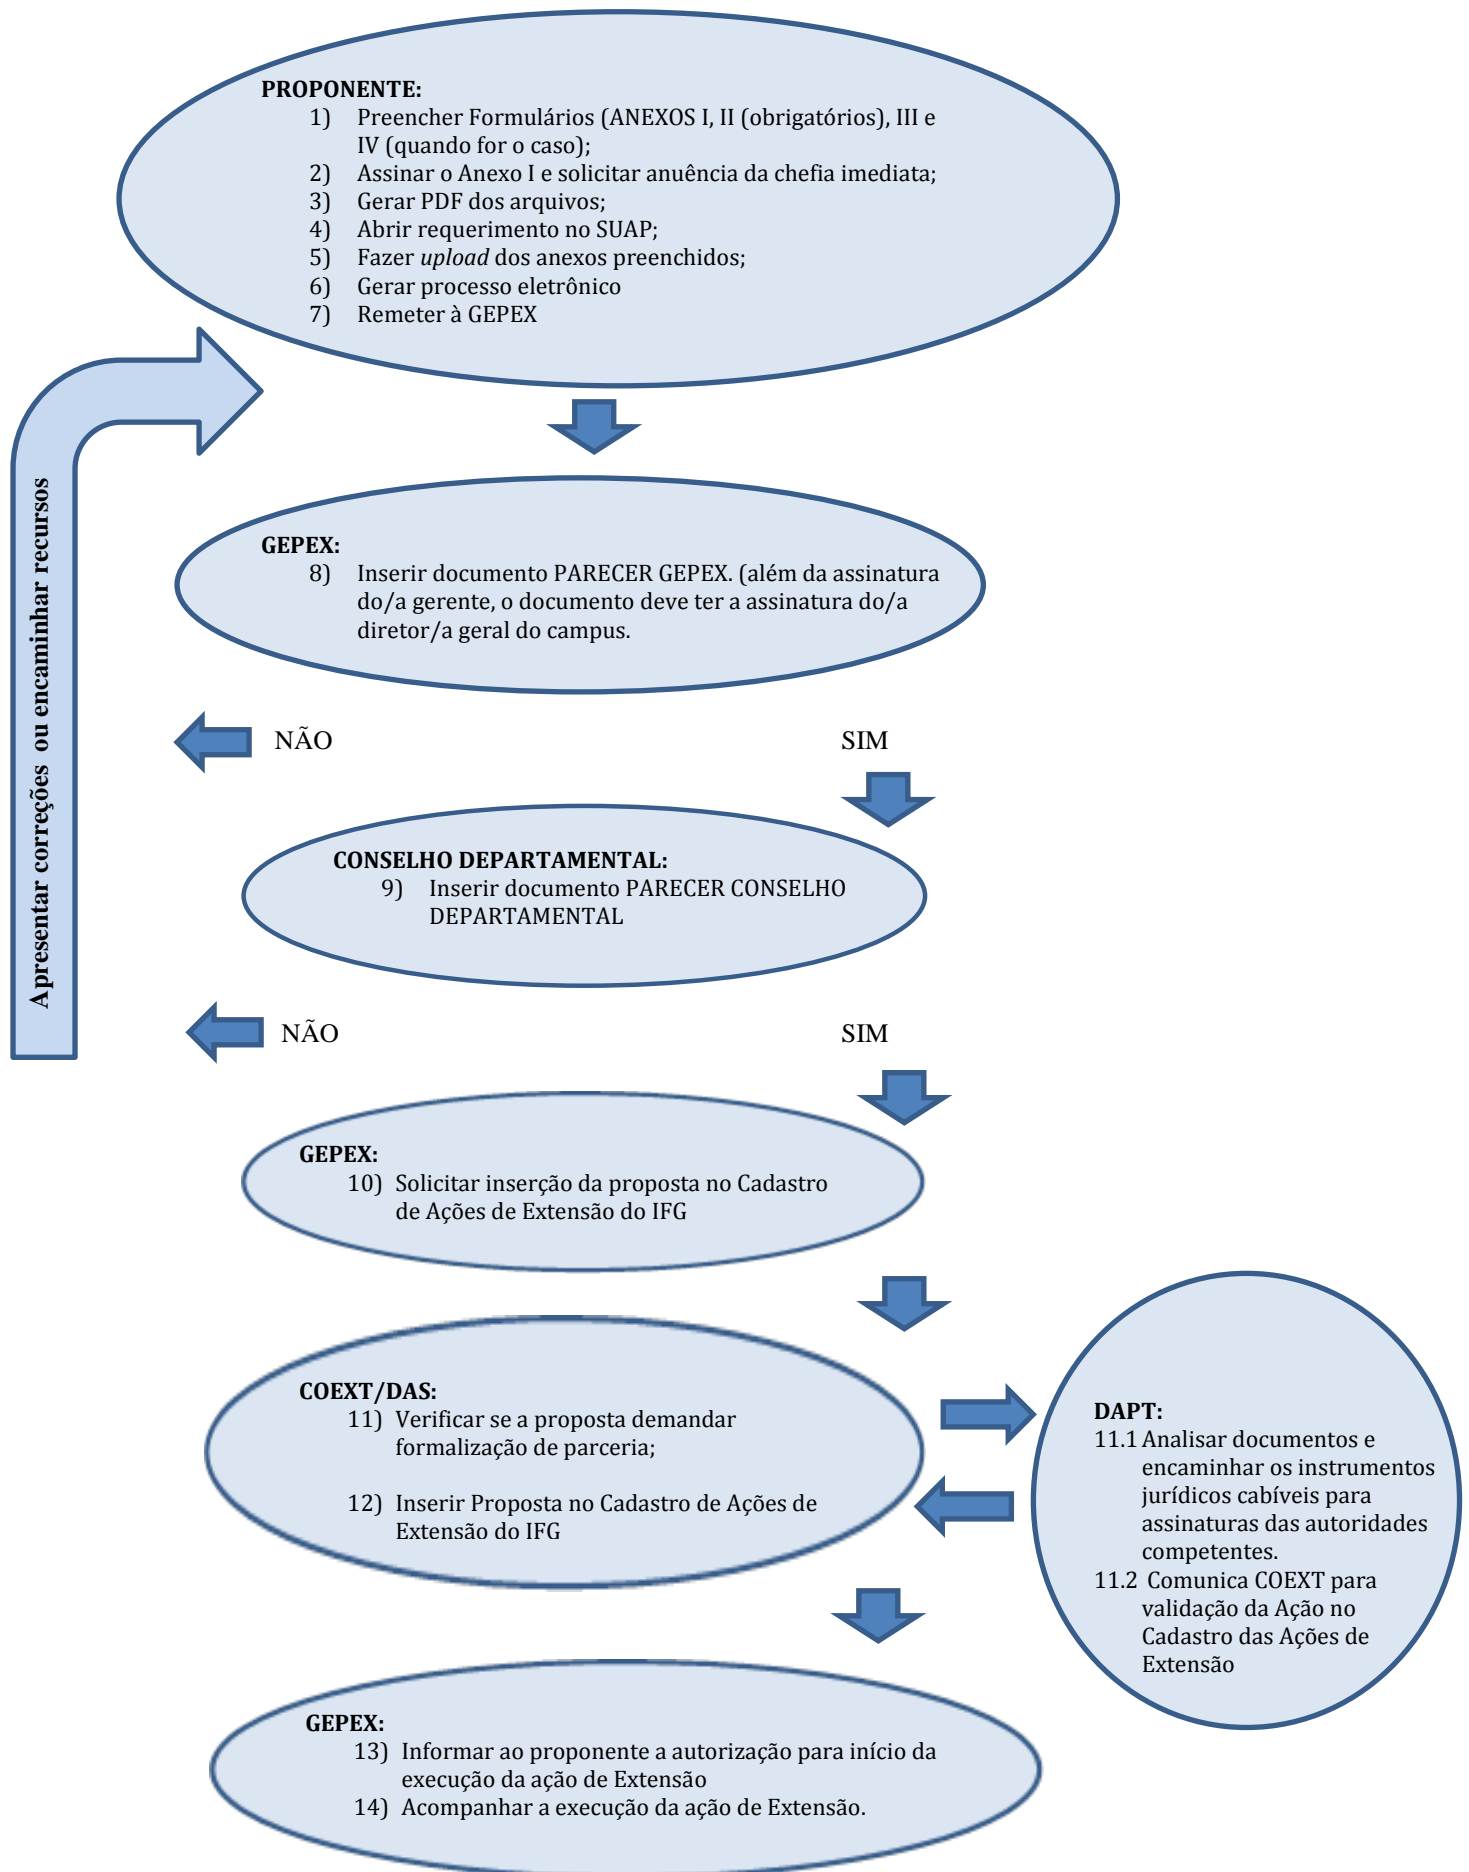 PROPONENTE:
1) Preencher Formulários (ANEXOS I, II (obrigatórios), III e
IV (quando for o caso);
2) Assinar o Anexo I e solicitar anuência da chefia imediata;
3) Gerar PDF dos arquivos;
4) Abrir requerimento no SUAP;
5) Fazer upload dos anexos preenchidos;
6) Gerar processo eletrônico
7) Remeter à GEPEX
Apresentar correções ou encaminhar recursos
GEPEX:
8) Inserir documento PARECER GEPEX. (além da assinatura
do/a gerente, o documento deve ter a assinatura do/a
diretor/a geral do campus.
NÃO
SIM
CONSELHO DEPARTAMENTAL:
9) Inserir documento PARECER CONSELHO
DEPARTAMENTAL
NÃO
SIM
GEPEX:
10) Solicitar inserção da proposta no Cadastro
de Ações de Extensão do IFG
COEXT/DAS:
11) Verificar se a proposta demandar
formalização de parceria;
12) Inserir Proposta no Cadastro de Ações de
Extensão do IFG
DAPT:
11.1 Analisar documentos e
encaminhar os instrumentos
jurídicos cabíveis para
assinaturas das autoridades
competentes.
11.2 Comunica COEXT para
validação da Ação no
Cadastro das Ações de
Extensão
GEPEX:
13) Informar ao proponente a autorização para início da
execução da ação de Extensão
14) Acompanhar a execução da ação de Extensão.